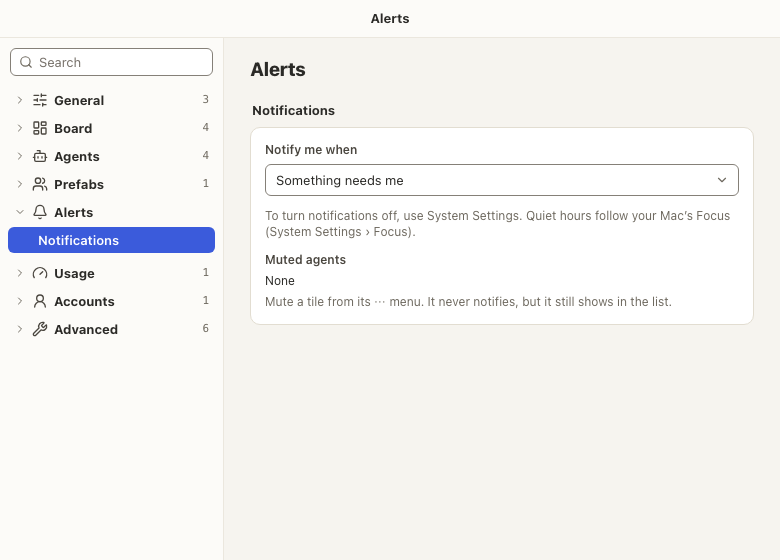 Alerts
Search
General 3
Board 4
Agents 4
Prefabs 1
Alerts
Notifications
Usage 1
Accounts 1
Advanced 6
Alerts
Notifications
Notify me when
Something needs me
To turn notifications off, use System Settings. Quiet hours follow your Mac’s Focus
(System Settings › Focus).
Muted agents
None
Mute a tile from its ··· menu. It never notifies, but it still shows in the list.